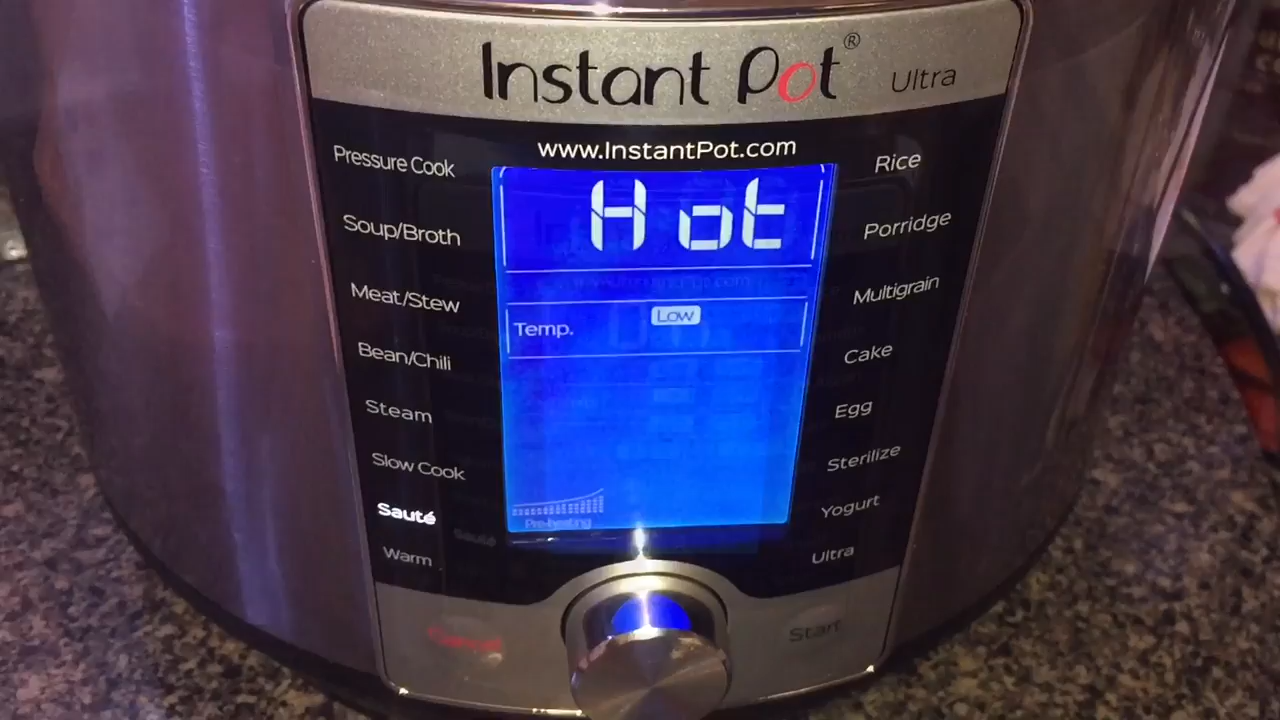 Instant Pot® Ultra
www.InstantPot.com
Pressure Cook
Soup/Broth
Meat/Stew
Bean/Chili
Steam
Slow Cook
Sauté
Warm
Hot
Temp. Low
Pre-heating
Rice
Porridge
Multigrain
Cake
Egg
Sterilize
Yogurt
Ultra
Cancel
Start